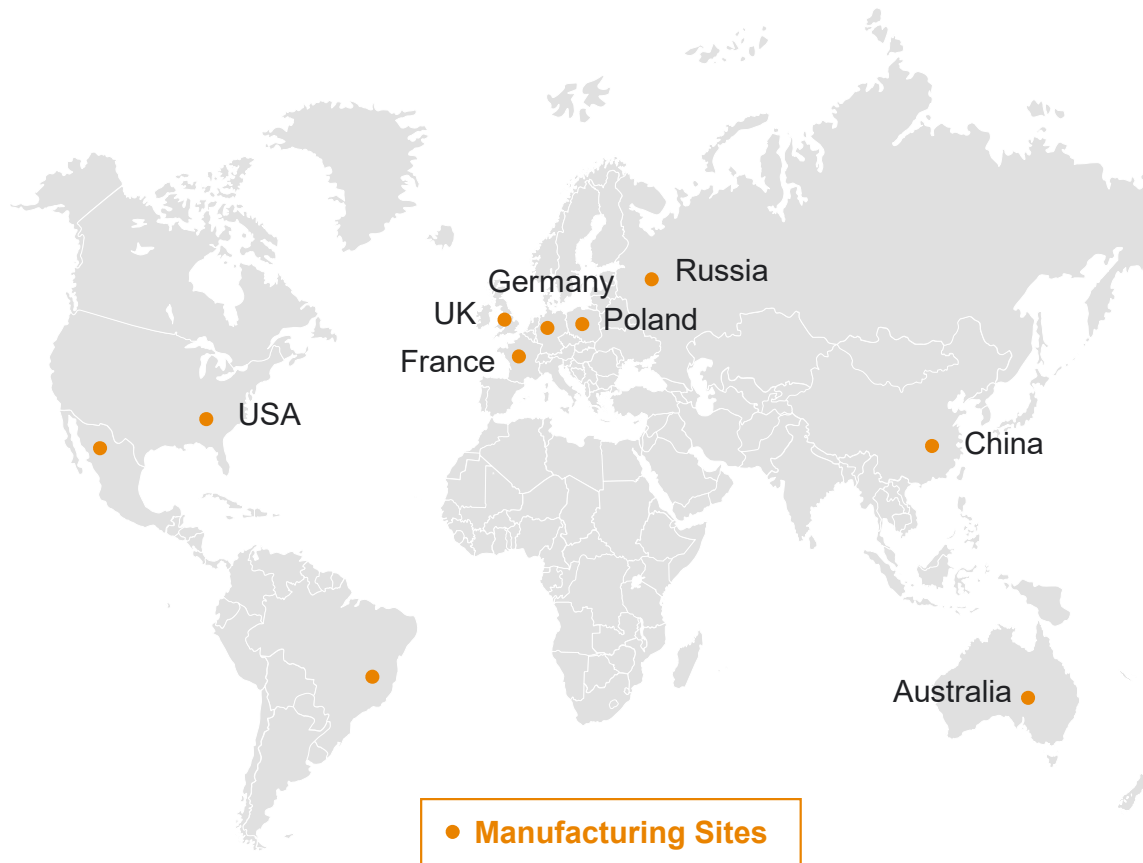 Russia
Germany
UK
Poland
France
USA
China
Australia
Manufacturing Sites